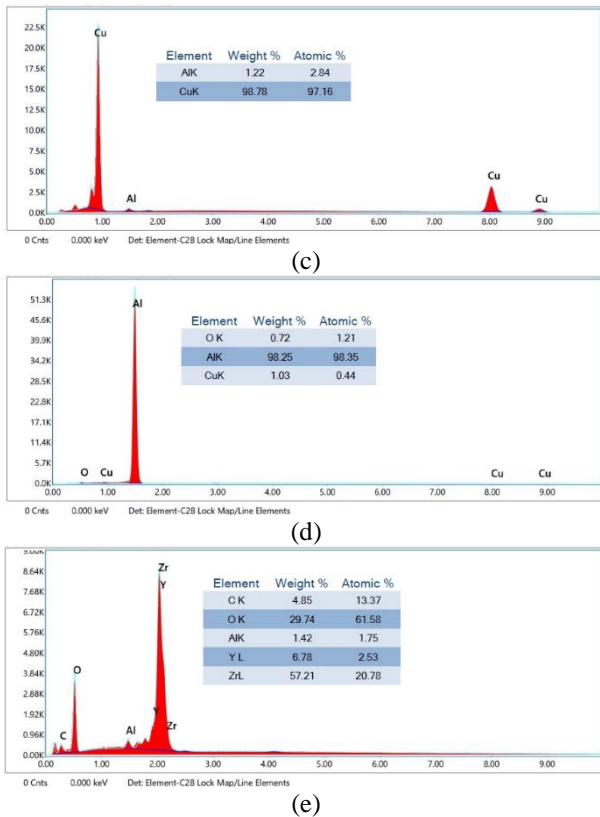 22.5K
Cu
20.0K
Element Weight % Atomic %
17.5K
AlK 1.22 2.84
15.0K
CuK 98.78 97.16
12.5K
10.0K
7.5K
5.0K
Cu
2.5K
Al
Cu
0.0K
0.00 1.00 2.00 3.00 4.00 5.00 6.00 7.00 8.00 9.00
0 Cnts 0.000 keV Det: Element-C2B Lock Map/Line Elements
(c)
51.3K
Al
45.6K
Element Weight % Atomic %
39.9K
O K 0.72 1.21
34.2K
AlK 98.25 98.35
28.5K
CuK 1.03 0.44
22.8K
17.1K
11.4K
5.7K
O Cu Cu Cu
0.0K
0.00 1.00 2.00 3.00 4.00 5.00 6.00 7.00 8.00 9.00
0 Cnts 0.000 keV Det: Element-C2B Lock Map/Line Elements
(d)
9.00K
Zr
8.64K
Y
Element Weight % Atomic %
7.68K
C K 4.85 13.37
6.72K
O K 29.74 61.58
5.76K
AlK 1.42 1.75
4.80K
Y L 6.78 2.53
3.84K
O
ZrL 57.21 20.78
2.88K
1.92K
Y
Zr
0.96K
C
Al
0.00K
0.00 1.00 2.00 3.00 4.00 5.00 6.00 7.00 8.00 9.00
0 Cnts 0.000 keV Det: Element-C2B Lock Map/Line Elements
(e)